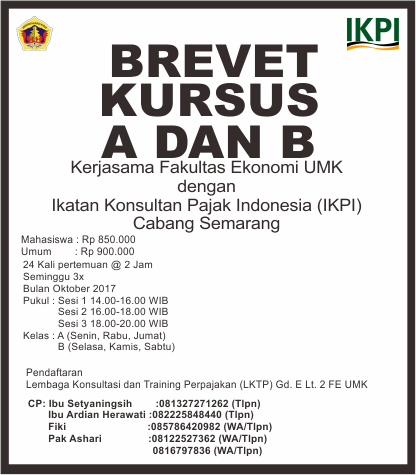 IKPI
BREVET
KURSUS
A DAN B
Kerjasama Fakultas Ekonomi UMK
dengan
Ikatan Konsultan Pajak Indonesia (IKPI)
Cabang Semarang
Mahasiswa : Rp 850.000
Umum : Rp 900.000
24 Kali pertemuan @ 2 Jam
Seminggu 3x
Bulan Oktober 2017
Pukul : Sesi 1 14.00-16.00 WIB
Sesi 2 16.00-18.00 WIB
Sesi 3 18.00-20.00 WIB
Kelas : A (Senin, Rabu, Jumat)
B (Selasa, Kamis, Sabtu)
Pendaftaran
Lembaga Konsultasi dan Training Perpajakan (LKTP) Gd. E Lt. 2 FE UMK
CP: Ibu Setyaningsih :081327271262 (Tlpn)
Ibu Ardian Herawati :082225848440 (Tlpn)
Fiki :085786420982 (WA/Tlpn)
Pak Ashari :08122527362 (WA/Tlpn)
0816797836 (WA/Tlpn)